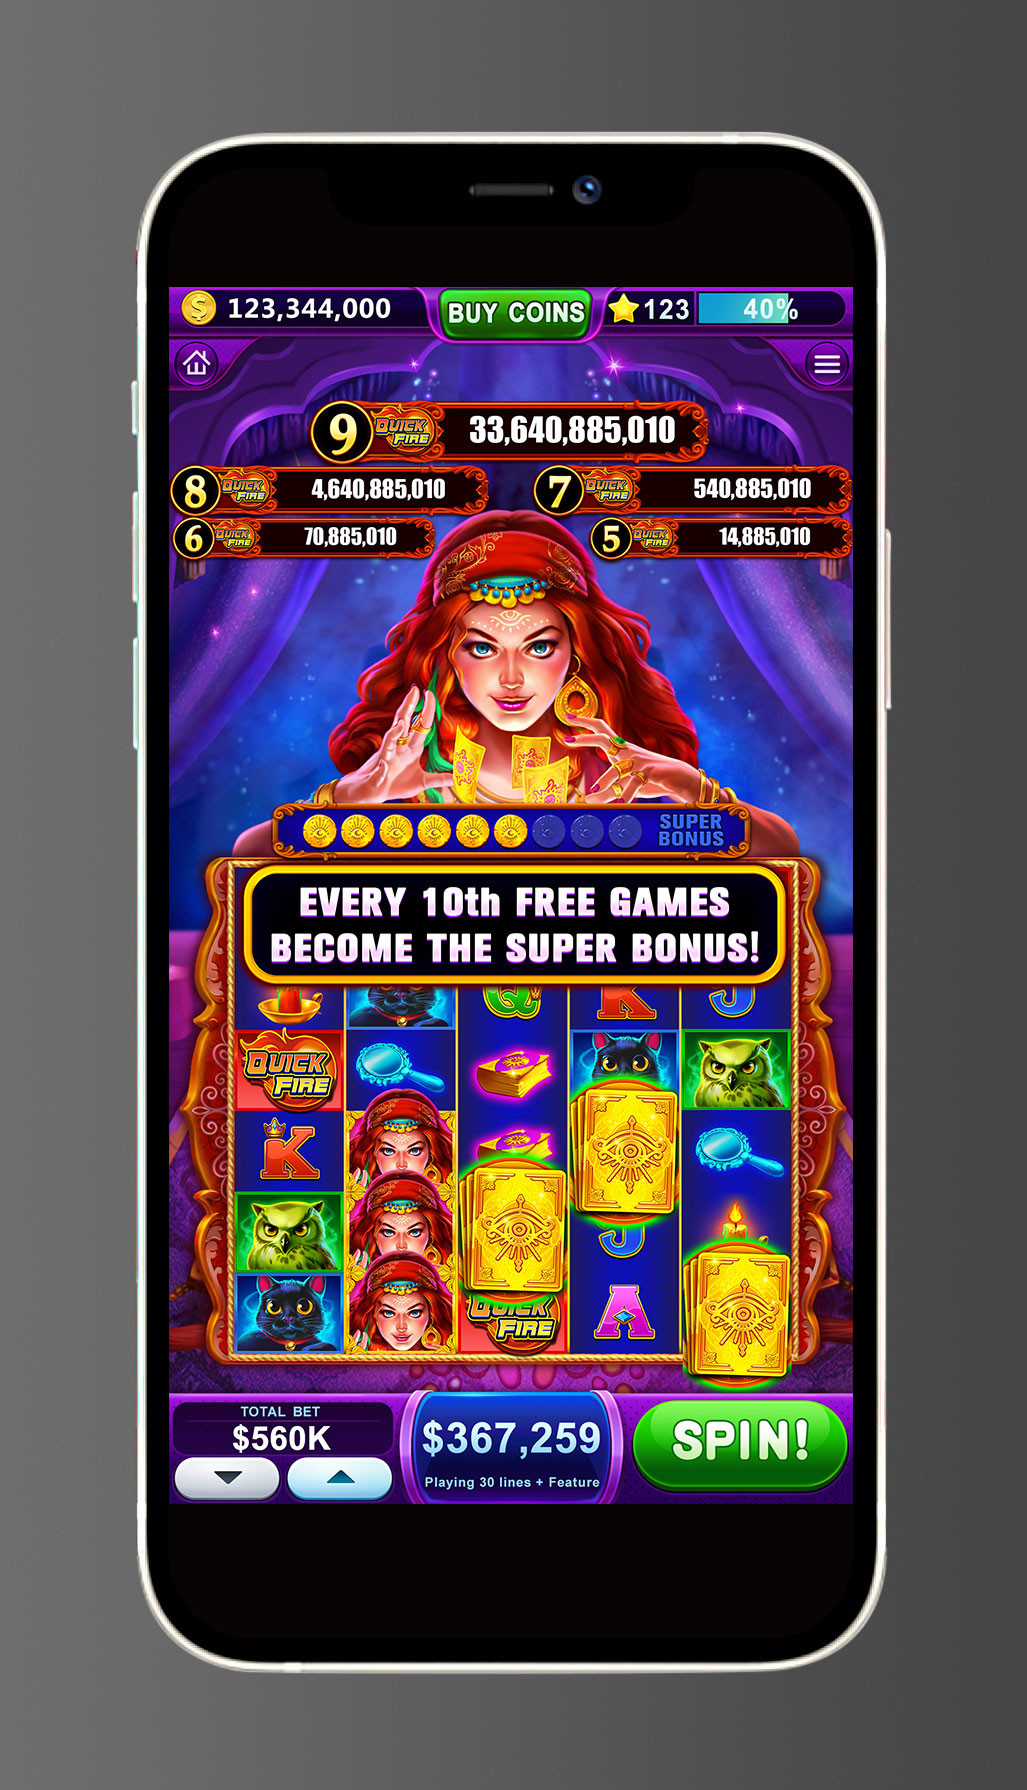 123,344,000
BUY COINS
123
40%
9 QUICK FIRE 33,640,885,010
8 QUICK FIRE 4,640,885,010
7 QUICK FIRE 540,885,010
6 QUICK FIRE 70,885,010
5 QUICK FIRE 14,885,010
SUPER
BONUS
EVERY 10th FREE GAMES
BECOME THE SUPER BONUS!
Q K J
QUICK
FIRE
K
J
QUICK
FIRE
A
TOTAL BET
$560K
$367,259
Playing 30 lines + Feature
SPIN!